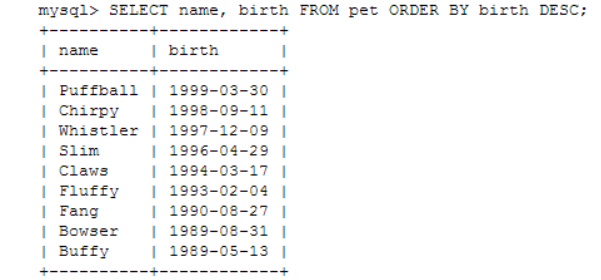 mysql> SELECT name, birth FROM pet ORDER BY birth DESC;
+----------+------------+
| name     | birth      |
+----------+------------+
| Puffball | 1999-03-30 |
| Chirpy   | 1998-09-11 |
| Whistler | 1997-12-09 |
| Slim     | 1996-04-29 |
| Claws    | 1994-03-17 |
| Fluffy   | 1993-02-04 |
| Fang     | 1990-08-27 |
| Bowser   | 1989-08-31 |
| Buffy    | 1989-05-13 |
+----------+------------+